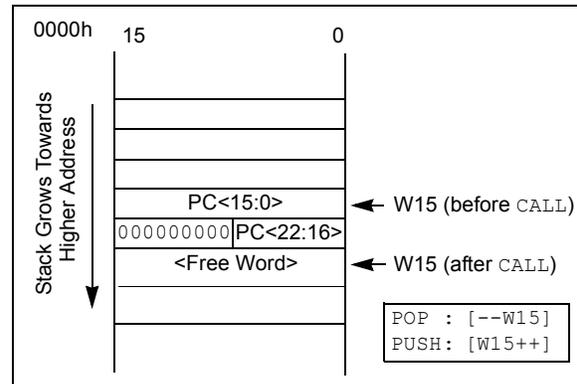 0000h
15 0
Stack Grows Towards
Higher Address
PC<15:0>
W15 (before CALL)
000000000 PC<22:16>
<Free Word>
W15 (after CALL)
POP : [--W15]
PUSH: [W15++]